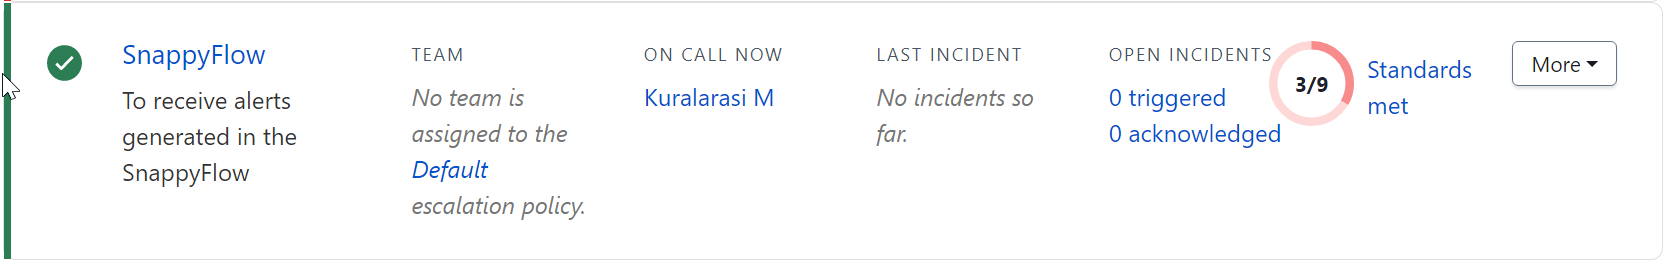 SnappyFlow
To receive alerts
generated in the
SnappyFlow
TEAM
No team is
assigned to the
Default
escalation policy.
ON CALL NOW
Kuralarasi M
LAST INCIDENT
No incidents so
far.
OPEN INCIDENTS
0 triggered
0 acknowledged
3/9
Standards
met
More